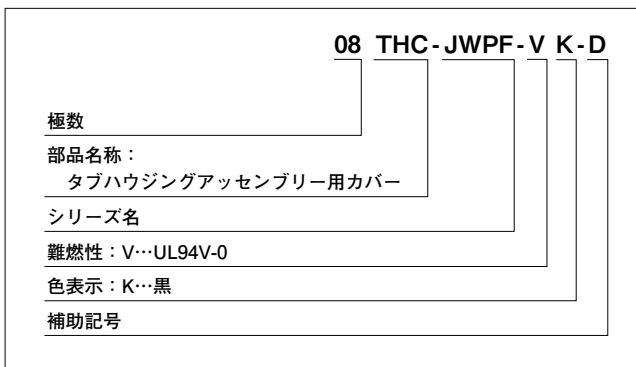 08 THC-JWPF-V K-D
極数
部品名称：
タブハウジングアッセンブリー用カバー
シリーズ名
難燃性：V…UL94V-0
色表示：K…黒
補助記号